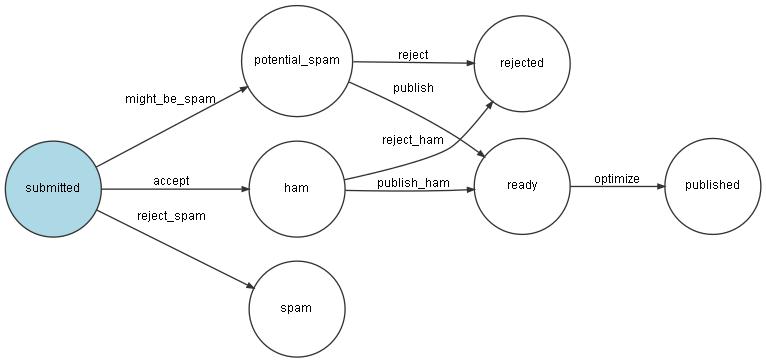 potential_spam
reject
rejected
might_be_spam
publish
submitted
accept
ham
reject_ham
publish_ham
ready
optimize
published
reject_spam
spam